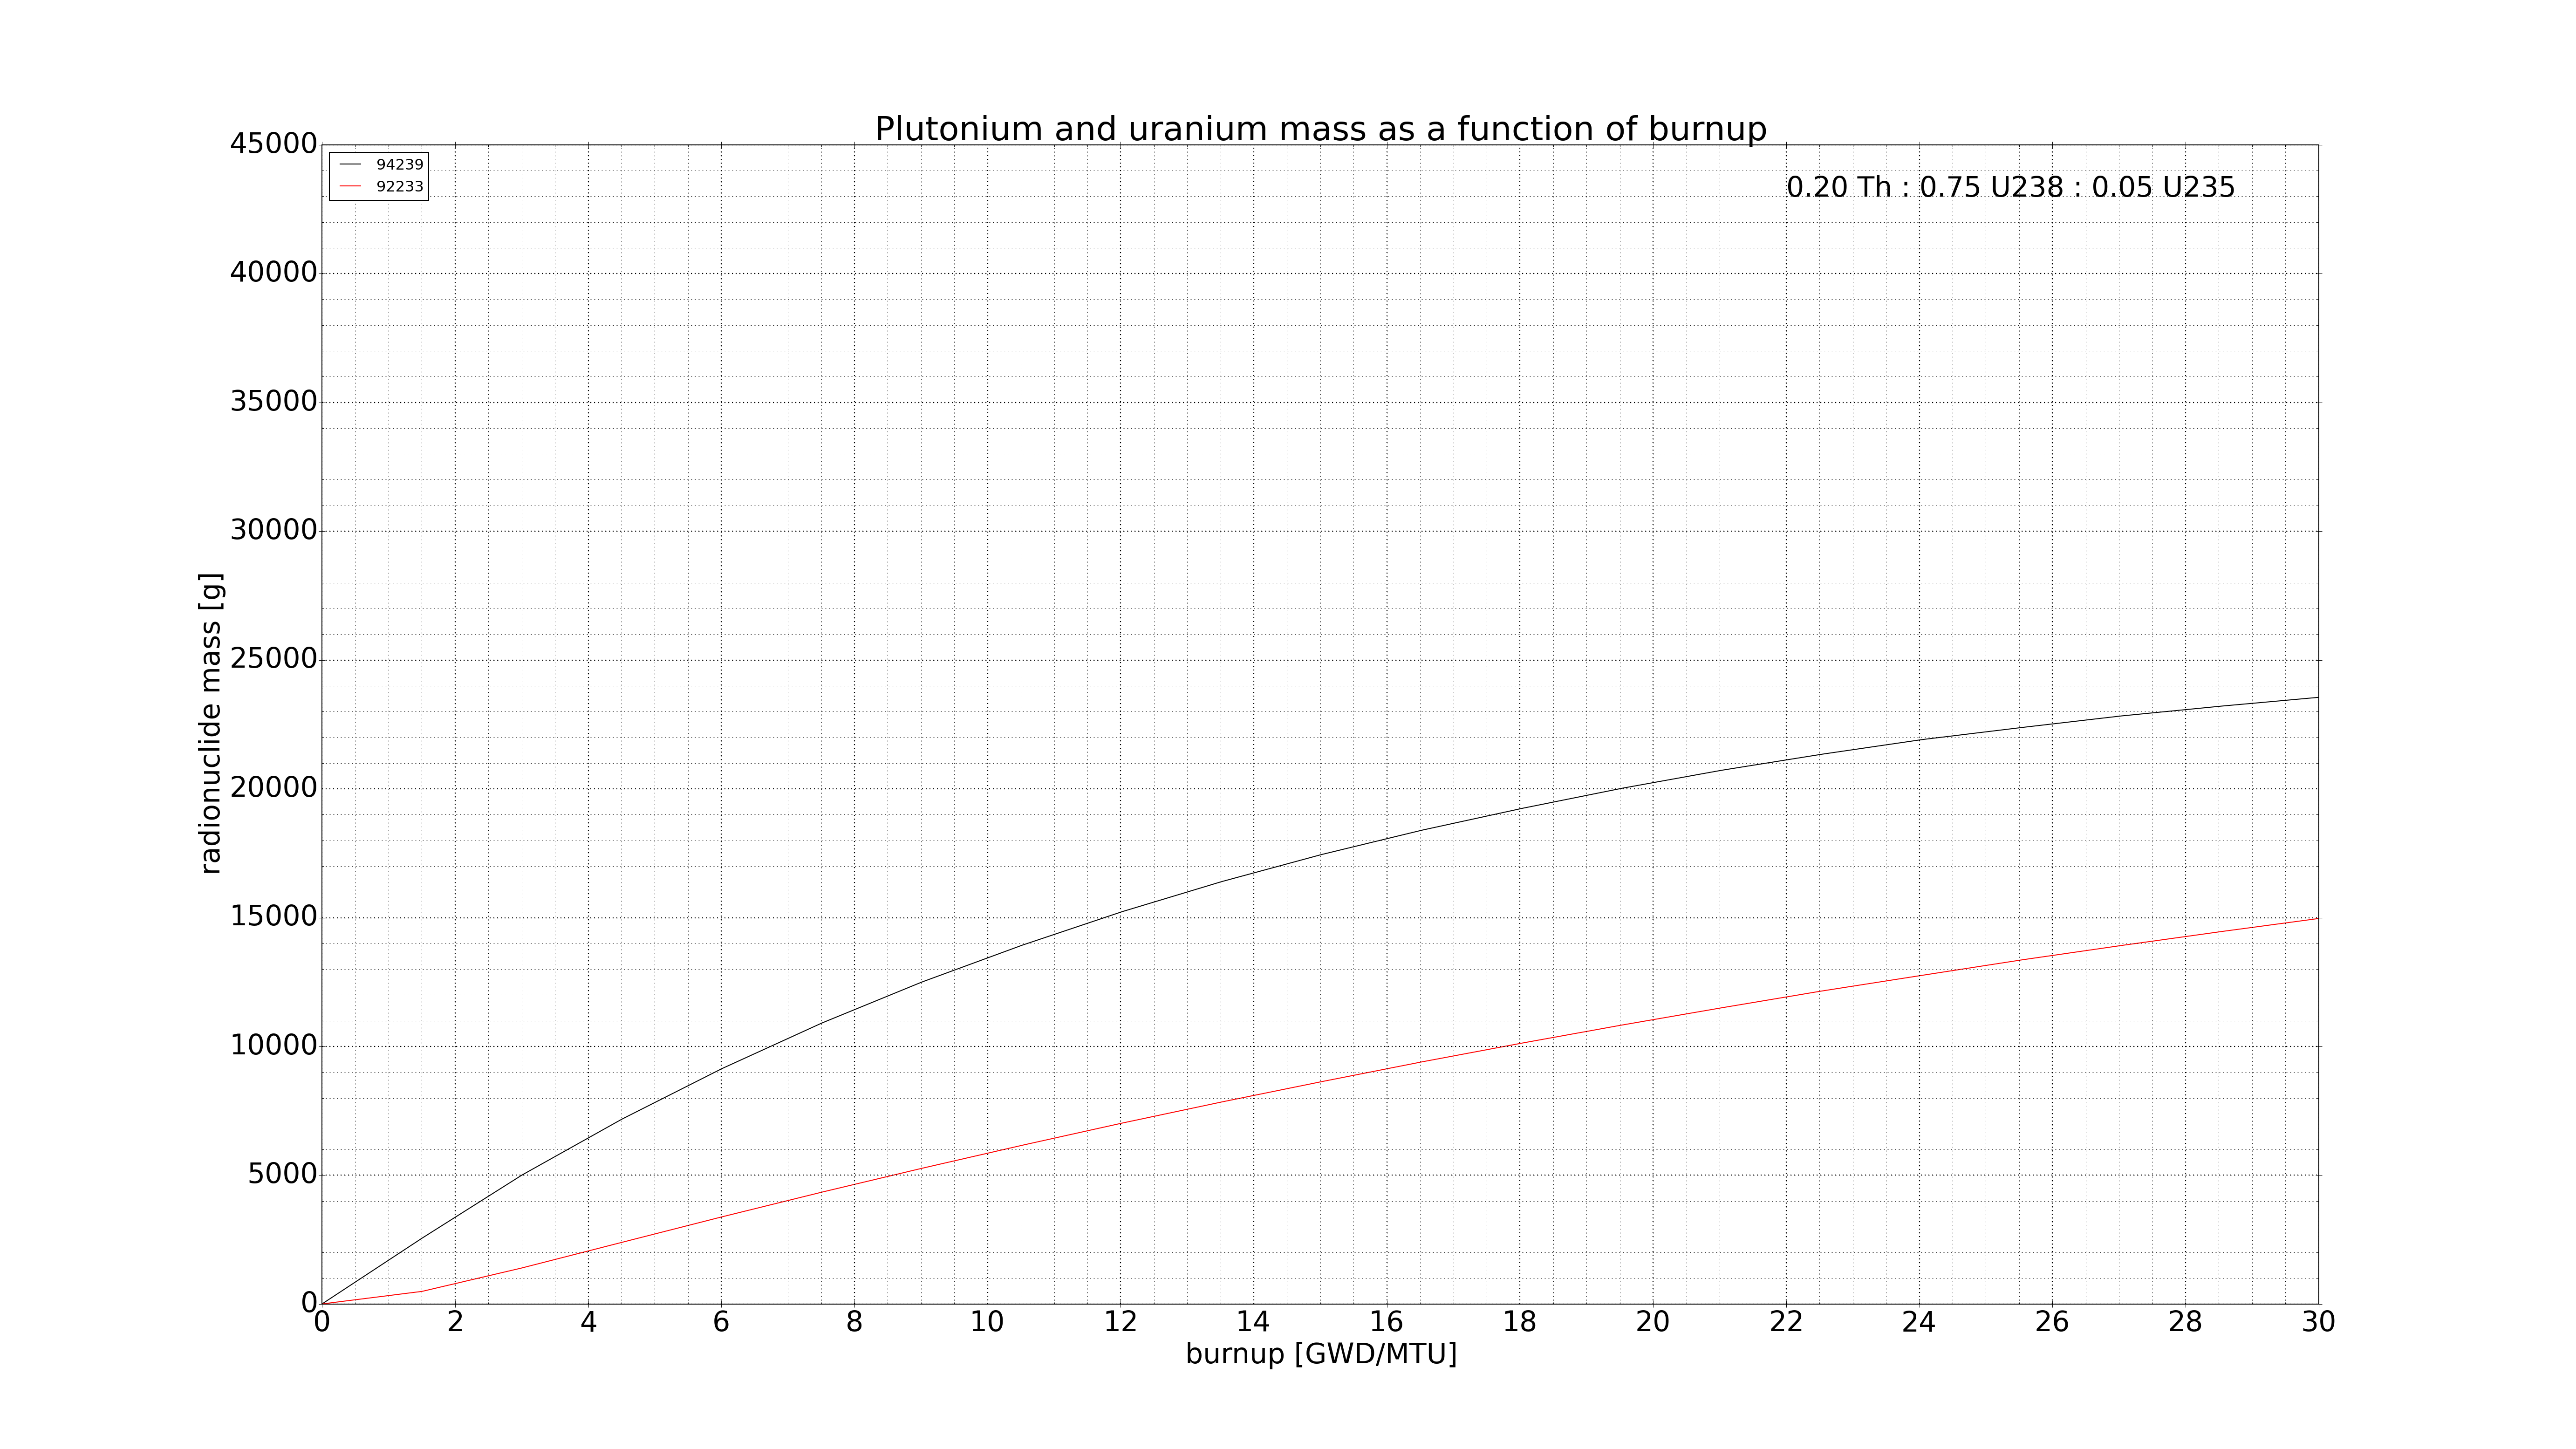 Plutonium and uranium mass as a function of burnup
94239
92233
0.20 Th : 0.75 U238 : 0.05 U235
radionuclide mass [g]
45000
40000
35000
30000
25000
20000
15000
10000
5000
0
0 2 4 6 8 10 12 14 16 18 20 22 24 26 28 30
burnup [GWD/MTU]